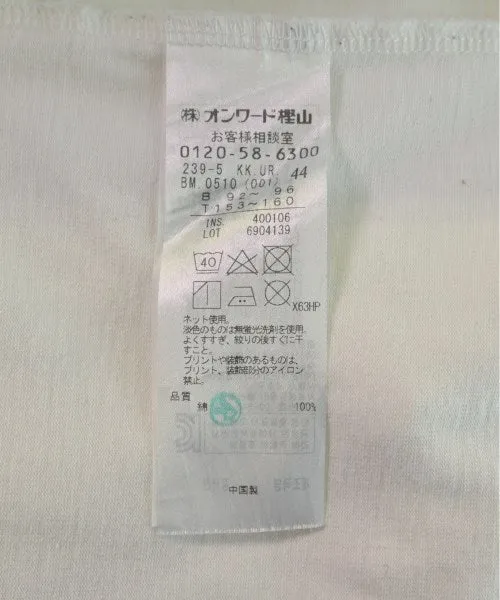 ㈱オンワード樫山
お客様相談室
0120-58-6300
239-5 KK.UR. 44
BM.0510 (001)
B 92~ 96
T153~160
INS. 400106
LOT 6904139
40
X63HP
ネット使用。
淡色のものは無蛍光洗剤を使用。
よくすすぎ、絞りの後すぐに干
すこと。
プリントや装飾のあるものは、
プリント、装飾部分のアイロン
禁止。
品質
綿 100%
中国製